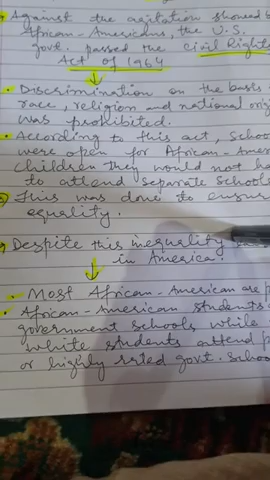 Against the agitation showed
African-Americans, the U.S.
govt. passed the Civil Rights
Act of 1964
Discrimination on the basis
race, religion and national
was prohibited.
According to this act, Schools
were open for African-
children they would not
to attend separate schools
This was done to ensure
equality.
Despite this inequality
in America.
Most African-American are
African-American students
government schools while
white students attend
or highly rated govt. schoo